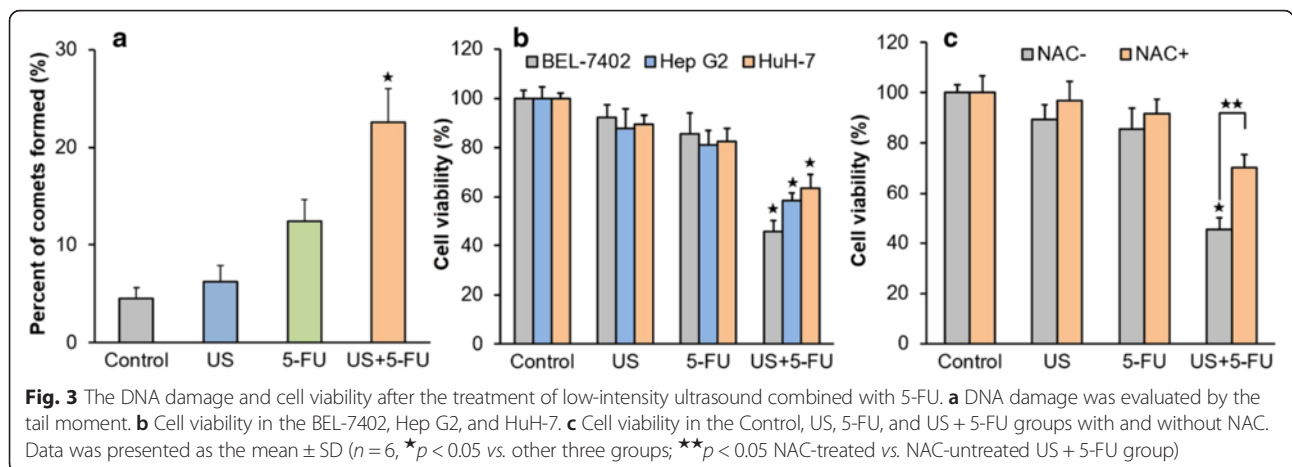 a
30
20
10
0
Percent of comets formed (%)
★
Control US 5-FU US+5-FU
b
120
100
80
60
40
20
0
Cell viability (%)
BEL-7402 Hep G2 HuH-7
★ ★ ★
Control US 5-FU US+5-FU
c
120
100
80
60
40
20
0
Cell viability (%)
NAC- NAC+
★★
★
Control US 5-FU US+5-FU
Fig. 3 The DNA damage and cell viability after the treatment of low-intensity ultrasound combined with 5-FU. a DNA damage was evaluated by the
tail moment. b Cell viability in the BEL-7402, Hep G2, and HuH-7. c Cell viability in the Control, US, 5-FU, and US + 5-FU groups with and without NAC.
Data was presented as the mean ± SD (n = 6, ★p < 0.05 vs. other three groups; ★★p < 0.05 NAC-treated vs. NAC-untreated US + 5-FU group)